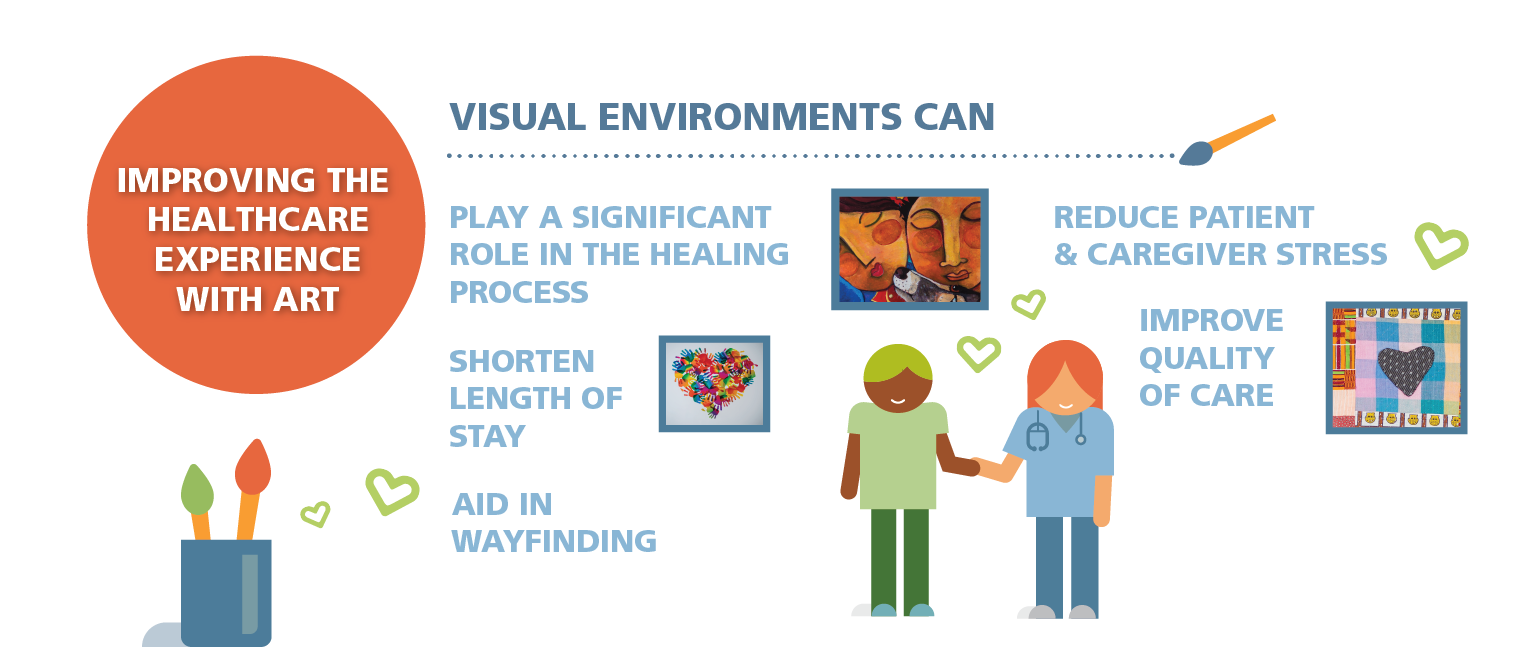 IMPROVING THE
HEALTHCARE
EXPERIENCE
WITH ART
VISUAL ENVIRONMENTS CAN
PLAY A SIGNIFICANT
ROLE IN THE HEALING
PROCESS
SHORTEN
LENGTH OF
STAY
AID IN
WAYFINDING
REDUCE PATIENT
& CAREGIVER STRESS
IMPROVE
QUALITY
OF CARE